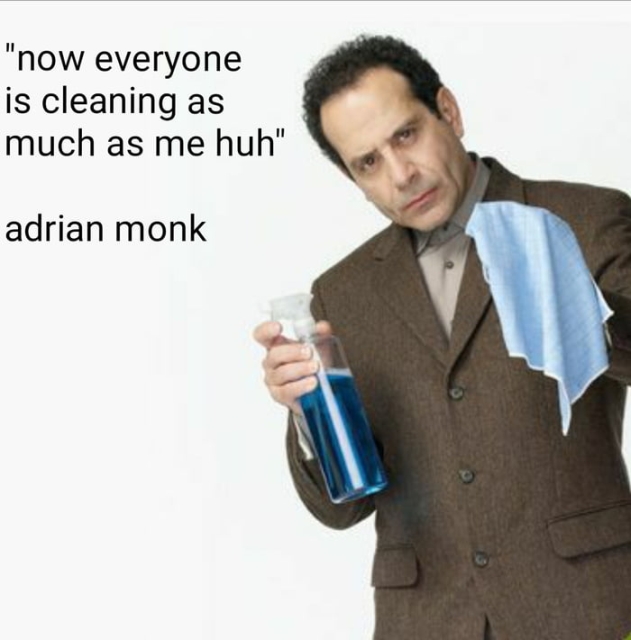 "now everyone
is cleaning as
much as me huh"
adrian monk